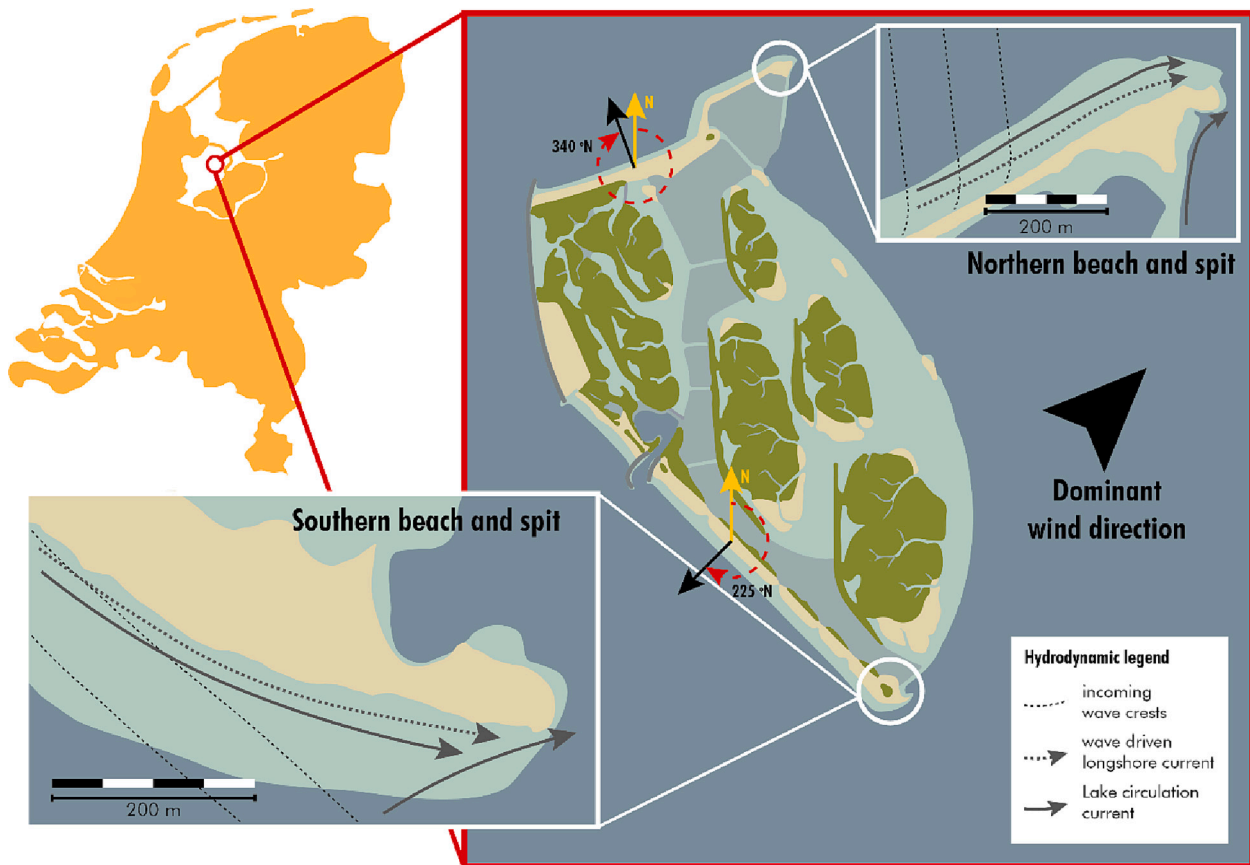 N
340 °N
200 m
Northern beach and spit
Dominant
wind direction
Southern beach and spit
200 m
N
225 °N
Hydrodynamic legend
incoming
wave crests
wave driven
longshore current
Lake circulation
current